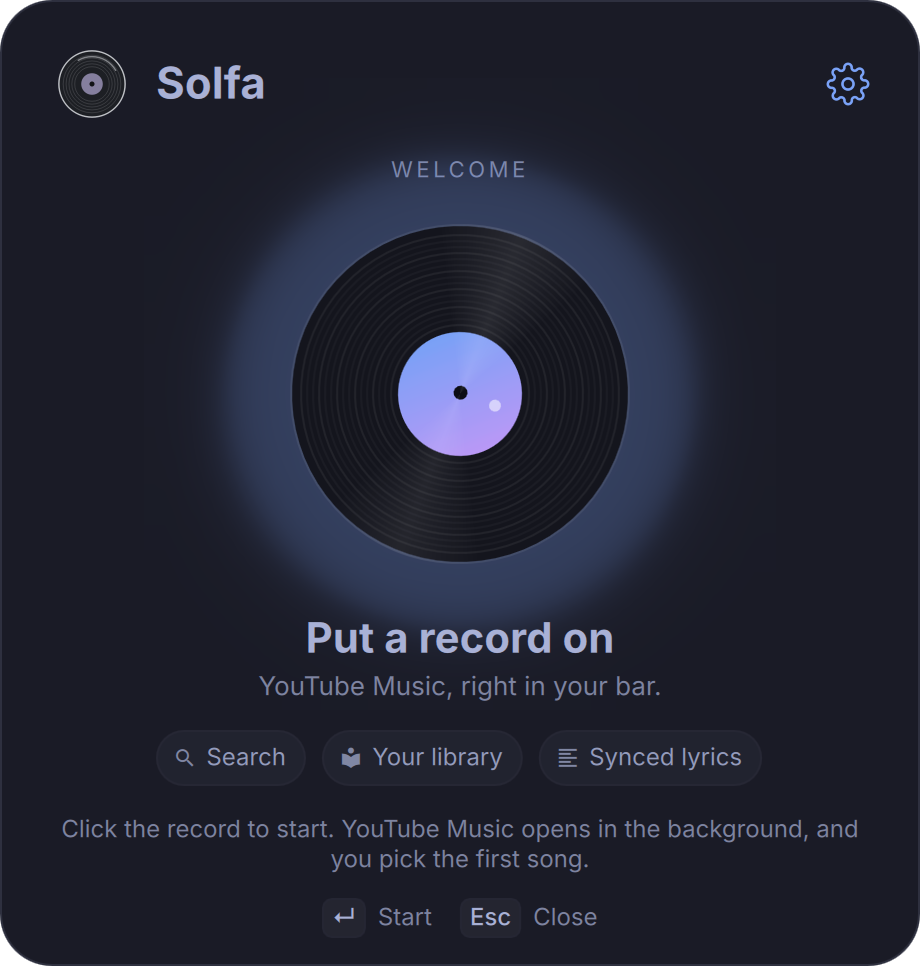 Solfa
WELCOME
Put a record on
YouTube Music, right in your bar.
Search
Your library
Synced lyrics
Click the record to start. YouTube Music opens in the background, and
you pick the first song.
Start
Esc Close